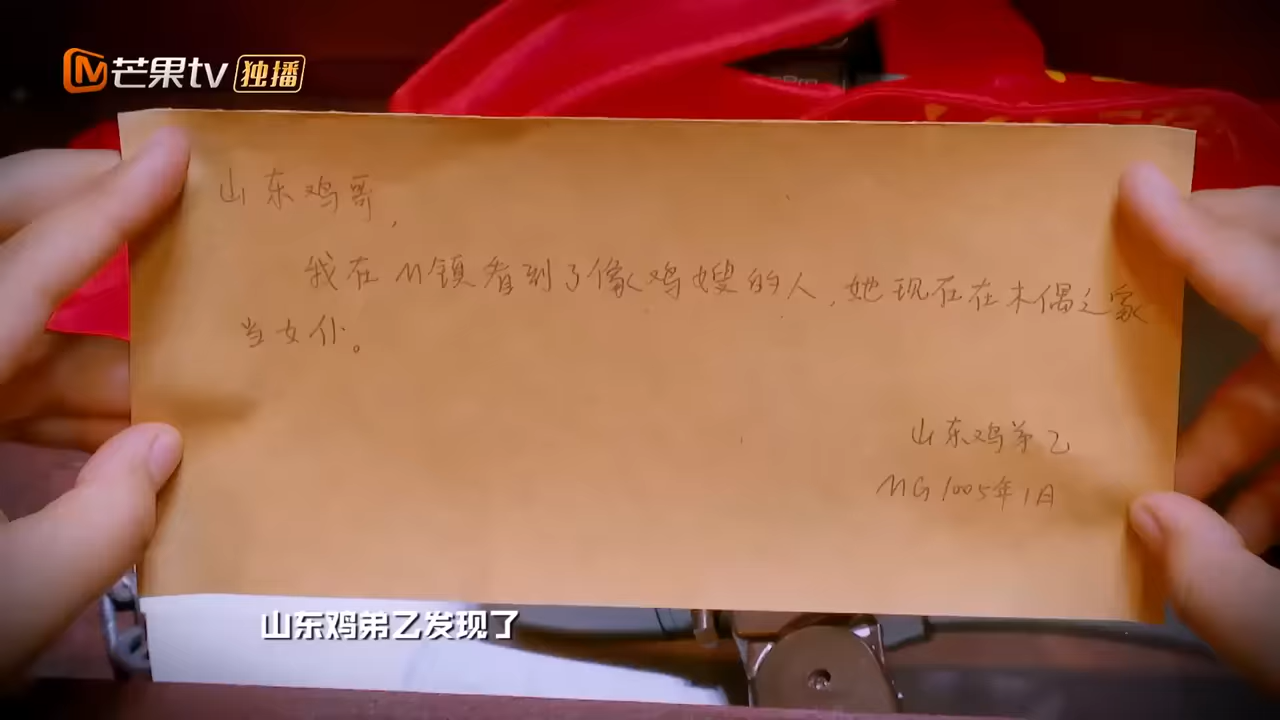 芒果tv 独播
山东鸡哥,
我在M镇看到了像鸡嫂的人,她现在在木偶之家
当女仆。
山东鸡弟乙
MG1005年1月
山东鸡弟乙发现了